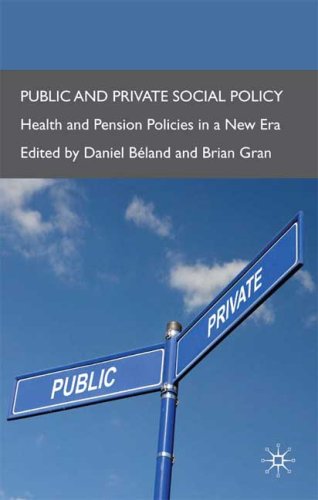 PUBLIC AND PRIVATE SOCIAL POLICY
Health and Pension Policies in a New Era
Edited by Daniel Béland and Brian Gran
PUBLIC
PRIVATE